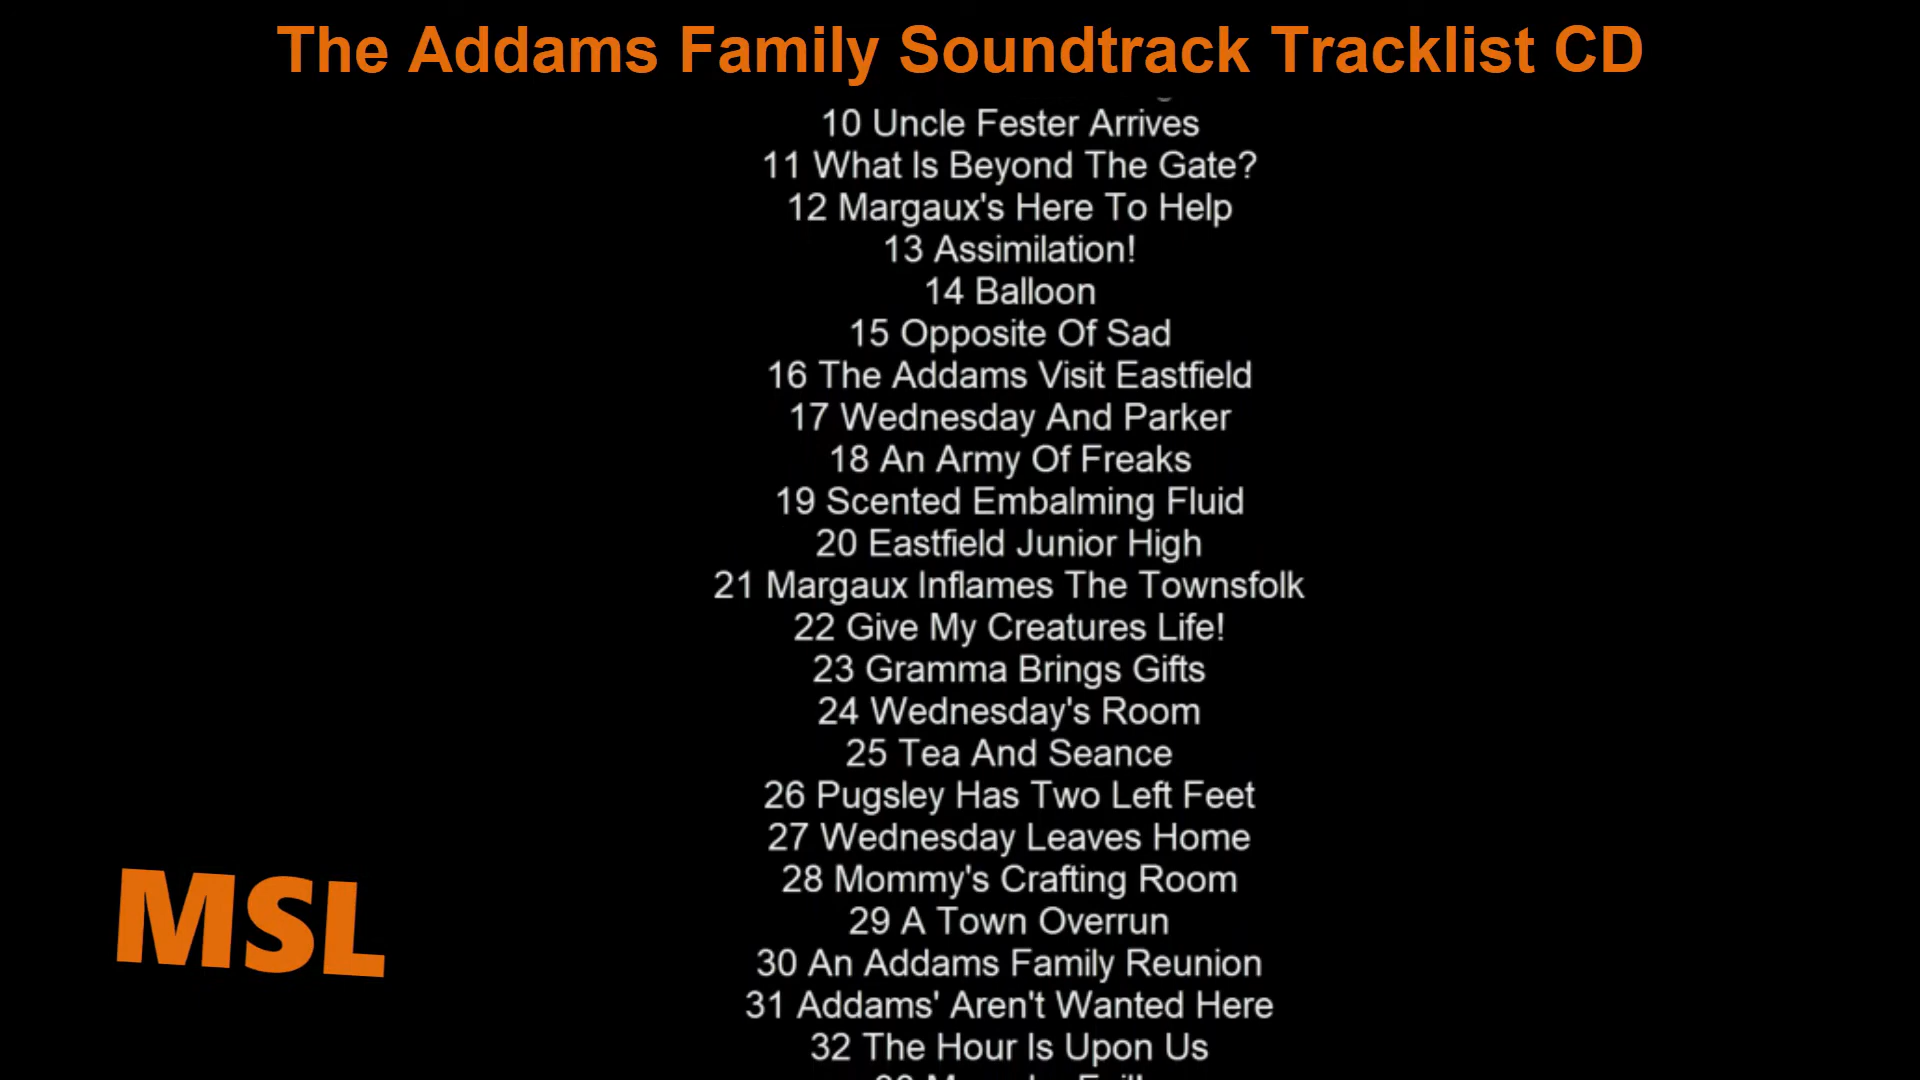 The Addams Family Soundtrack Tracklist CD
10 Uncle Fester Arrives
11 What Is Beyond The Gate?
12 Margaux's Here To Help
13 Assimilation!
14 Balloon
15 Opposite Of Sad
16 The Addams Visit Eastfield
17 Wednesday And Parker
18 An Army Of Freaks
19 Scented Embalming Fluid
20 Eastfield Junior High
21 Margaux Inflames The Townsfolk
22 Give My Creatures Life!
23 Gramma Brings Gifts
24 Wednesday's Room
25 Tea And Seance
26 Pugsley Has Two Left Feet
27 Wednesday Leaves Home
28 Mommy's Crafting Room
29 A Town Overrun
30 An Addams Family Reunion
31 Addams' Aren't Wanted Here
32 The Hour Is Upon Us
MSL